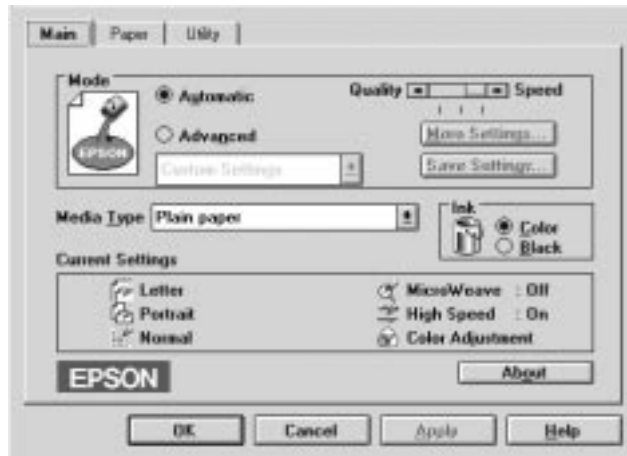 Main Paper Utility
Mode
Automatic
Quality Speed
EPSON
Advanced
More Settings...
Custom Settings
Save Settings...
Media Type Plain paper
Ink
Color
Black
Current Settings
Letter
Portrait
Normal
MicroWeave : Off
High Speed : On
Color Adjustment
EPSON
About
OK Cancel Apply Help